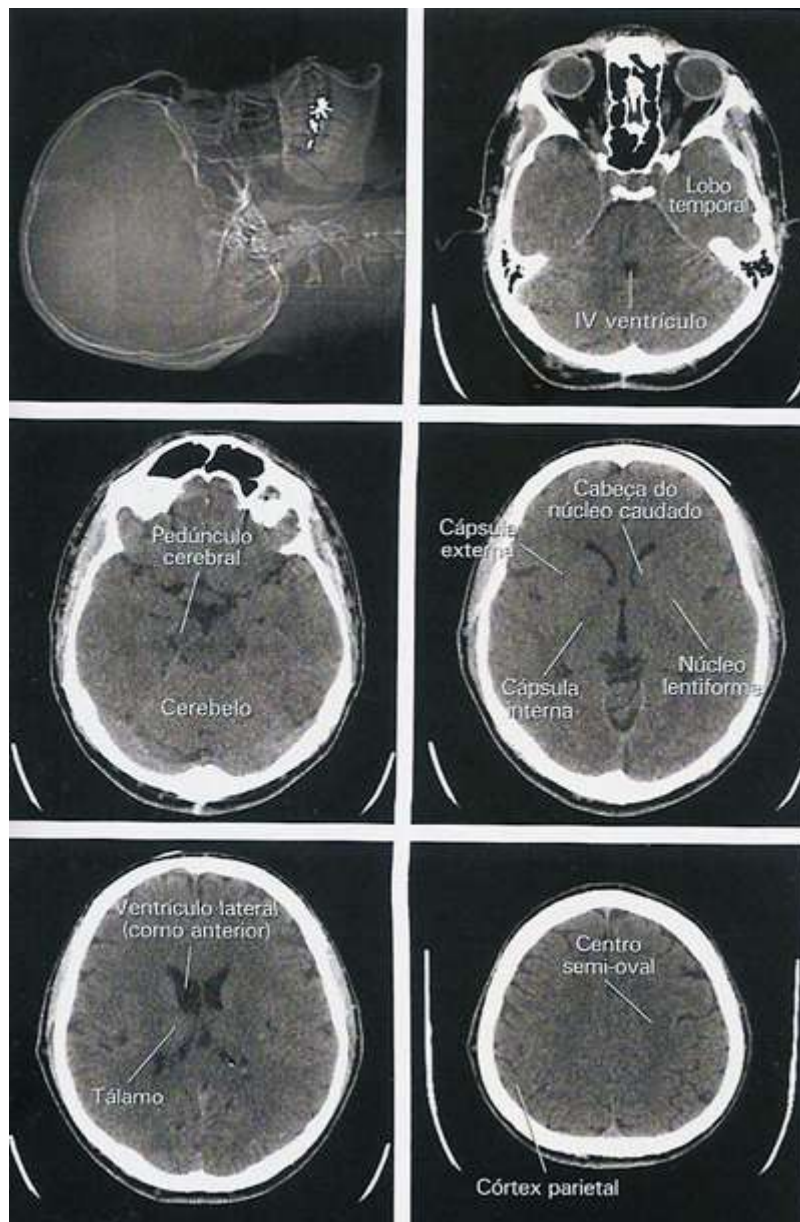 Lobo
temporal
IV ventrículo
Pedúnculo
cerebral
Cerebelo
Cabeça do
núcleo caudado
Cápsula
externa
Cápsula
interna
Núcleo
lentiforme
Ventrículo lateral
(corno anterior)
Tálamo
Centro
semi-oval
Córtex parietal